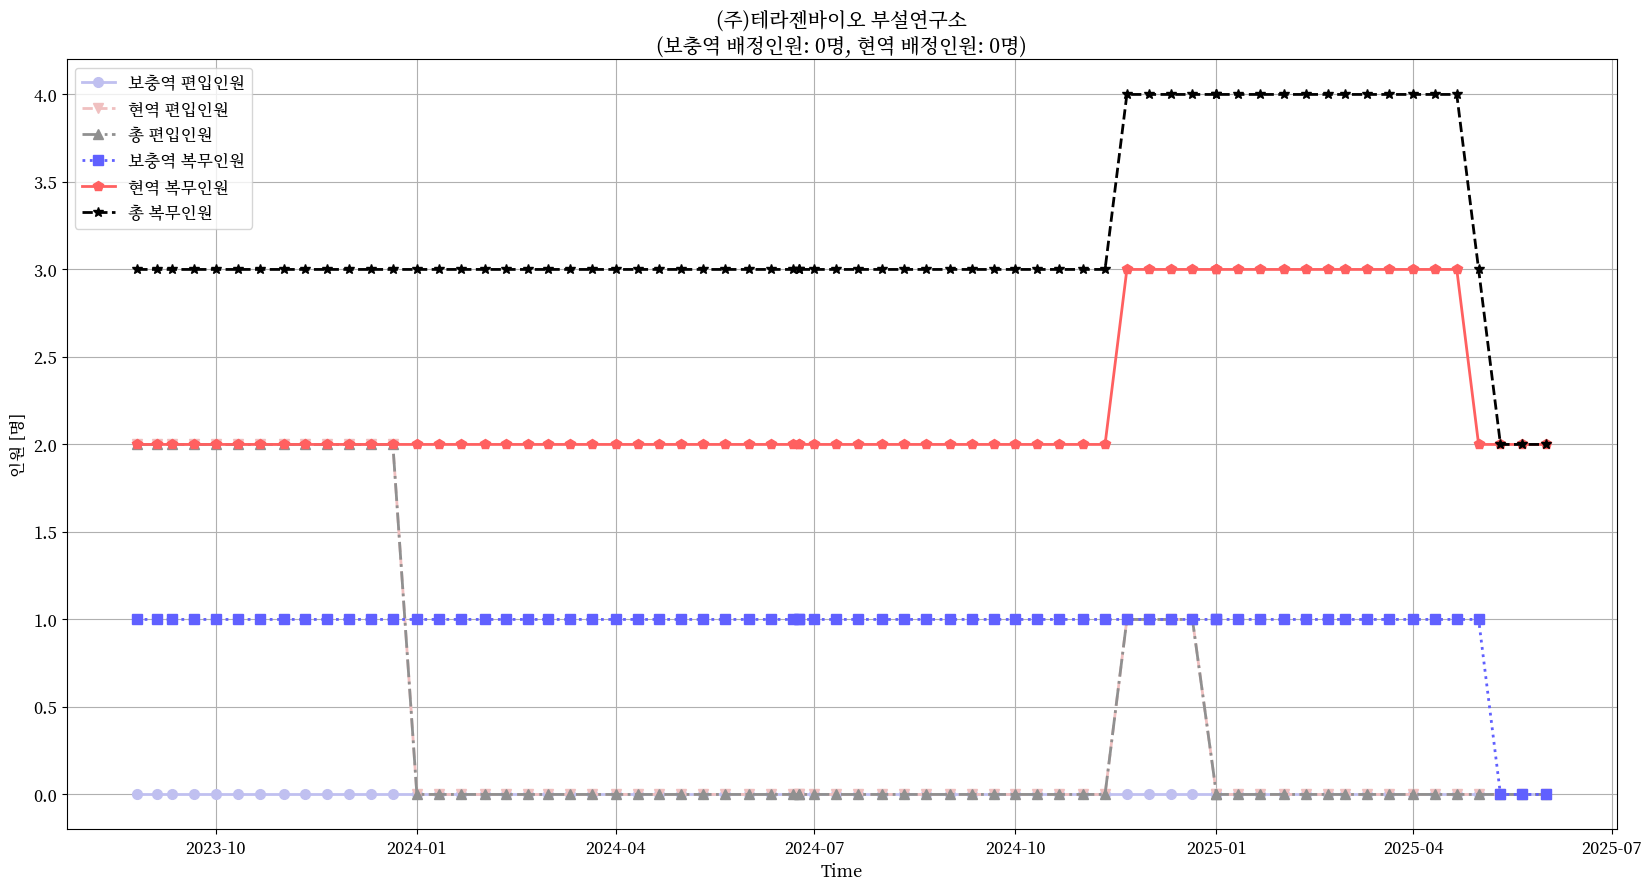 (주)테라젠바이오 부설연구소
(보충역 배정인원: 0명, 현역 배정인원: 0명)
보충역 편입인원
현역 편입인원
총 편입인원
보충역 복무인원
현역 복무인원
총 복무인원
4.0
3.5
3.0
2.5
2.0
1.5
1.0
0.5
0.0
인원 [명]
2023-10 2024-01 2024-04 2024-07 2024-10 2025-01 2025-04 2025-07
Time